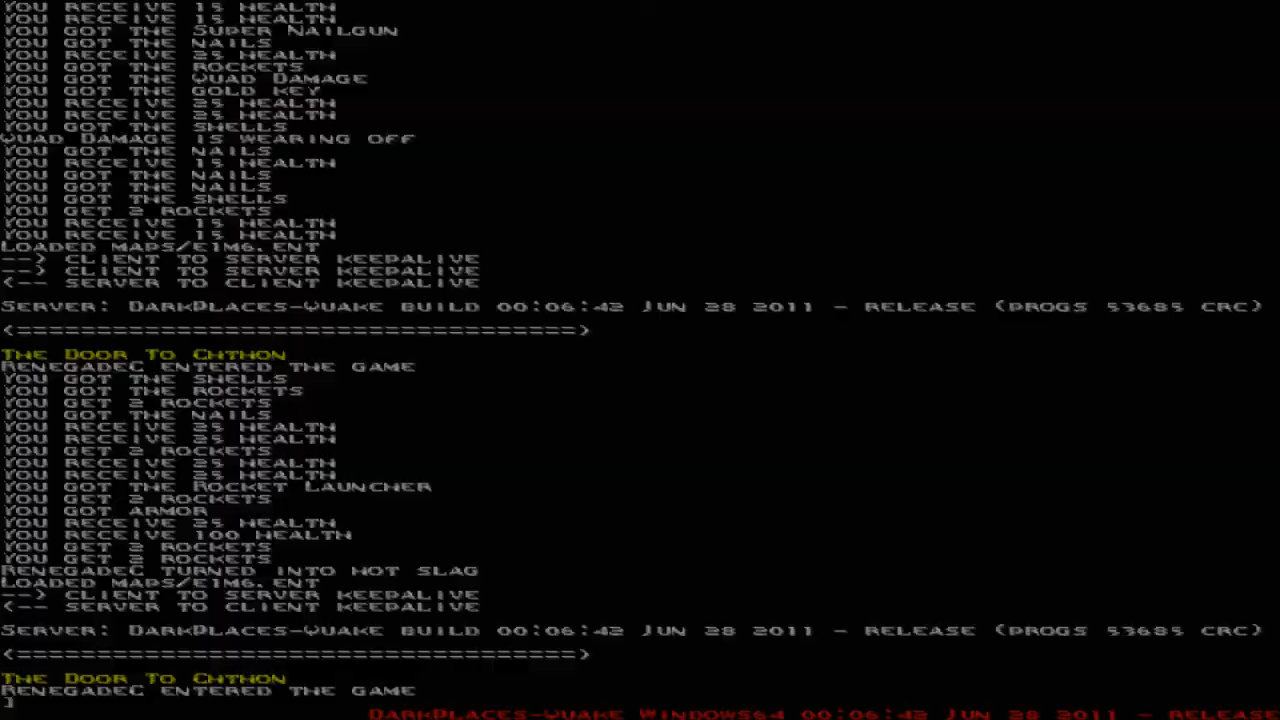 YOU RECEIVE 15 HEALTH
YOU RECEIVE 15 HEALTH
YOU GOT THE SUPER NAILGUN
YOU GOT THE NAILS
YOU RECEIVE 25 HEALTH
YOU GOT THE ROCKETS
YOU GOT THE QUAD DAMAGE
YOU GOT THE GOLD KEY
YOU RECEIVE 25 HEALTH
YOU RECEIVE 25 HEALTH
YOU GOT THE SHELLS
QUAD DAMAGE IS WEARING OFF
YOU GOT THE NAILS
YOU RECEIVE 15 HEALTH
YOU GOT THE NAILS
YOU GOT THE NAILS
YOU GOT THE SHELLS
YOU GET 2 ROCKETS
YOU RECEIVE 15 HEALTH
YOU RECEIVE 15 HEALTH
LOADED MAPS/E1M6.ENT
--> CLIENT TO SERVER KEEPALIVE
--> CLIENT TO SERVER KEEPALIVE
<-- SERVER TO CLIENT KEEPALIVE
SERVER: DARKPLACES-QUAKE BUILD 00:06:42 JUN 28 2011 - RELEASE (PROGS 53685 CRC)
<===================================>
THE DOOR TO CHTHON
RENEGADEC ENTERED THE GAME
YOU GOT THE SHELLS
YOU GOT THE ROCKETS
YOU GET 2 ROCKETS
YOU GOT THE NAILS
YOU RECEIVE 25 HEALTH
YOU RECEIVE 25 HEALTH
YOU GET 2 ROCKETS
YOU RECEIVE 25 HEALTH
YOU RECEIVE 25 HEALTH
YOU GOT THE ROCKET LAUNCHER
YOU GET 2 ROCKETS
YOU GOT ARMOR
YOU RECEIVE 25 HEALTH
YOU RECEIVE 100 HEALTH
YOU GET 2 ROCKETS
YOU GET 2 ROCKETS
RENEGADEC TURNED INTO HOT SLAG
LOADED MAPS/E1M6.ENT
--> CLIENT TO SERVER KEEPALIVE
<-- SERVER TO CLIENT KEEPALIVE
SERVER: DARKPLACES-QUAKE BUILD 00:06:42 JUN 28 2011 - RELEASE (PROGS 53685 CRC)
<===================================>
THE DOOR TO CHTHON
RENEGADEC ENTERED THE GAME
]
DARKPLACES-QUAKE WINDOWS64 00:06:42 JUN 28 2011 - RELEASE